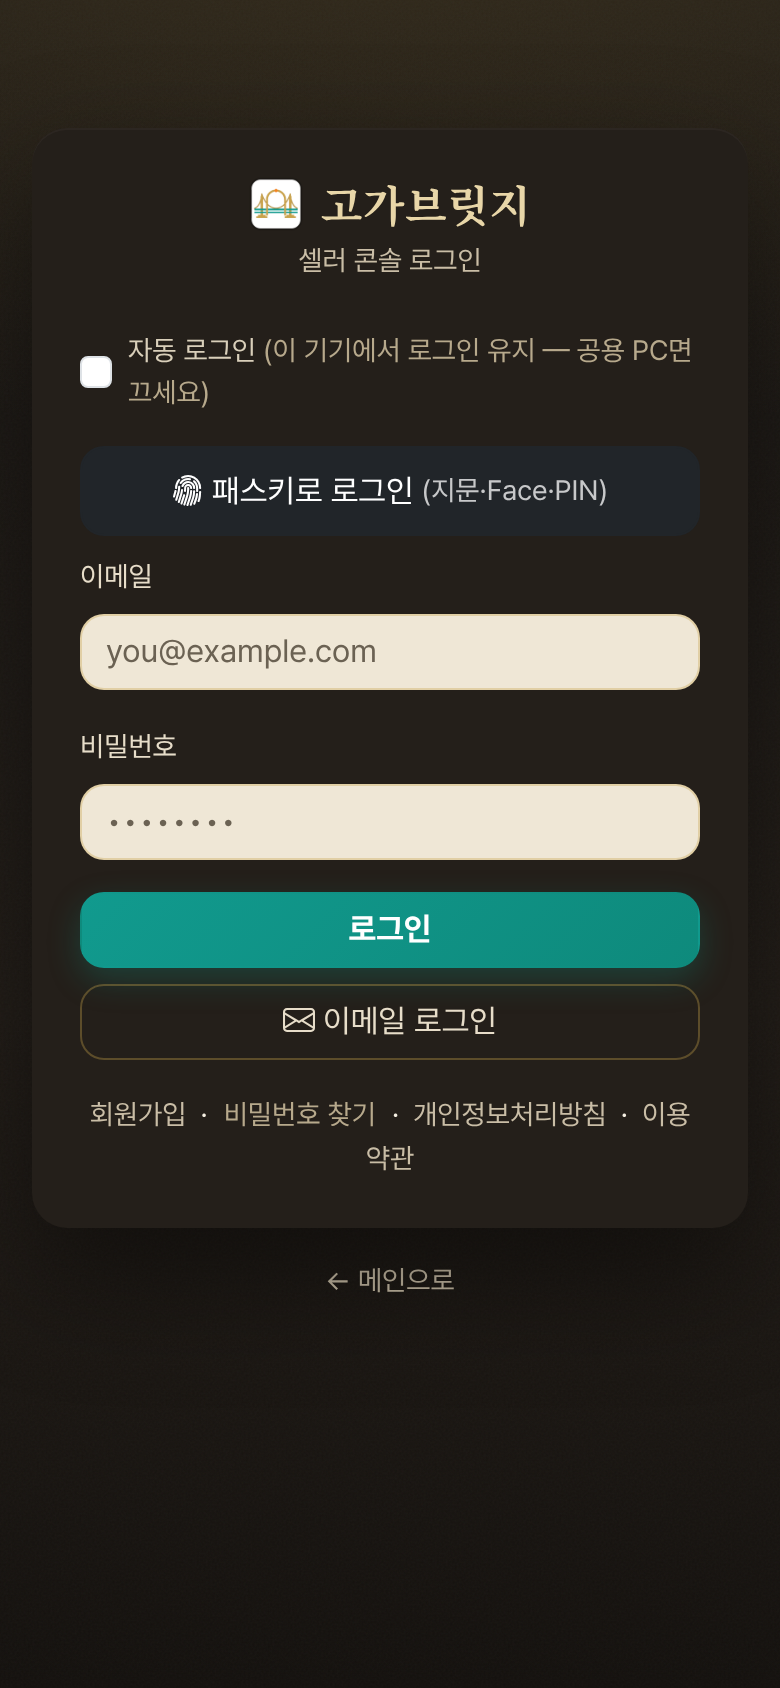 고가브릿지
셀러 콘솔 로그인
자동 로그인 (이 기기에서 로그인 유지 — 공용 PC면
끄세요)
패스키로 로그인 (지문·Face·PIN)
이메일
you@example.com
비밀번호
••••••••
로그인
이메일 로그인
회원가입 · 비밀번호 찾기 · 개인정보처리방침 · 이용
약관
← 메인으로